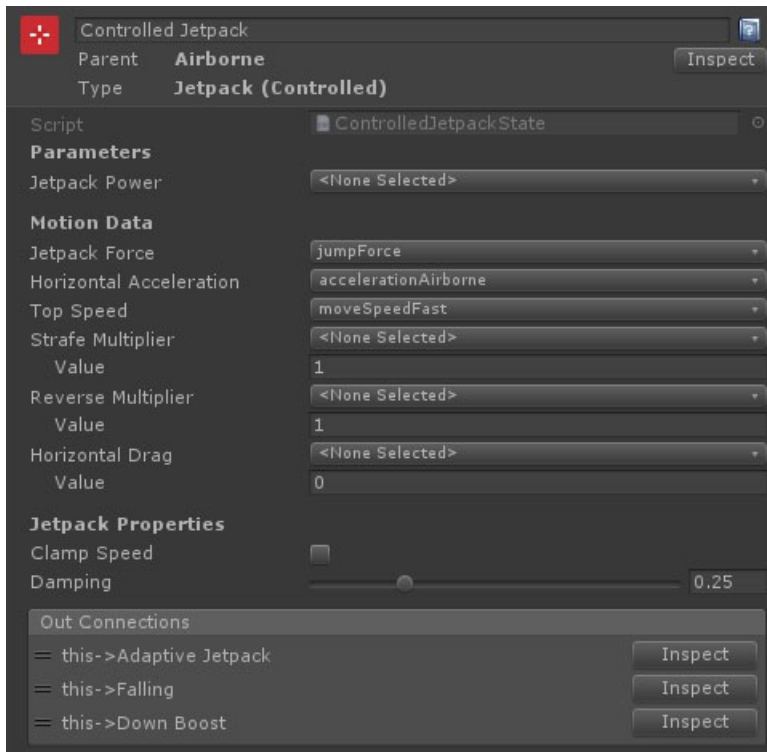 Controlled Jetpack
Parent Airborne Inspect
Type Jetpack (Controlled)
Script ControlledJetpackState
Parameters
Jetpack Power <None Selected>
Motion Data
Jetpack Force jumpForce
Horizontal Acceleration accelerationAirborne
Top Speed moveSpeedFast
Strafe Multiplier <None Selected>
Value 1
Reverse Multiplier <None Selected>
Value 1
Horizontal Drag <None Selected>
Value 0
Jetpack Properties
Clamp Speed
Damping 0.25
Out Connections
this->Adaptive Jetpack Inspect
this->Falling Inspect
this->Down Boost Inspect